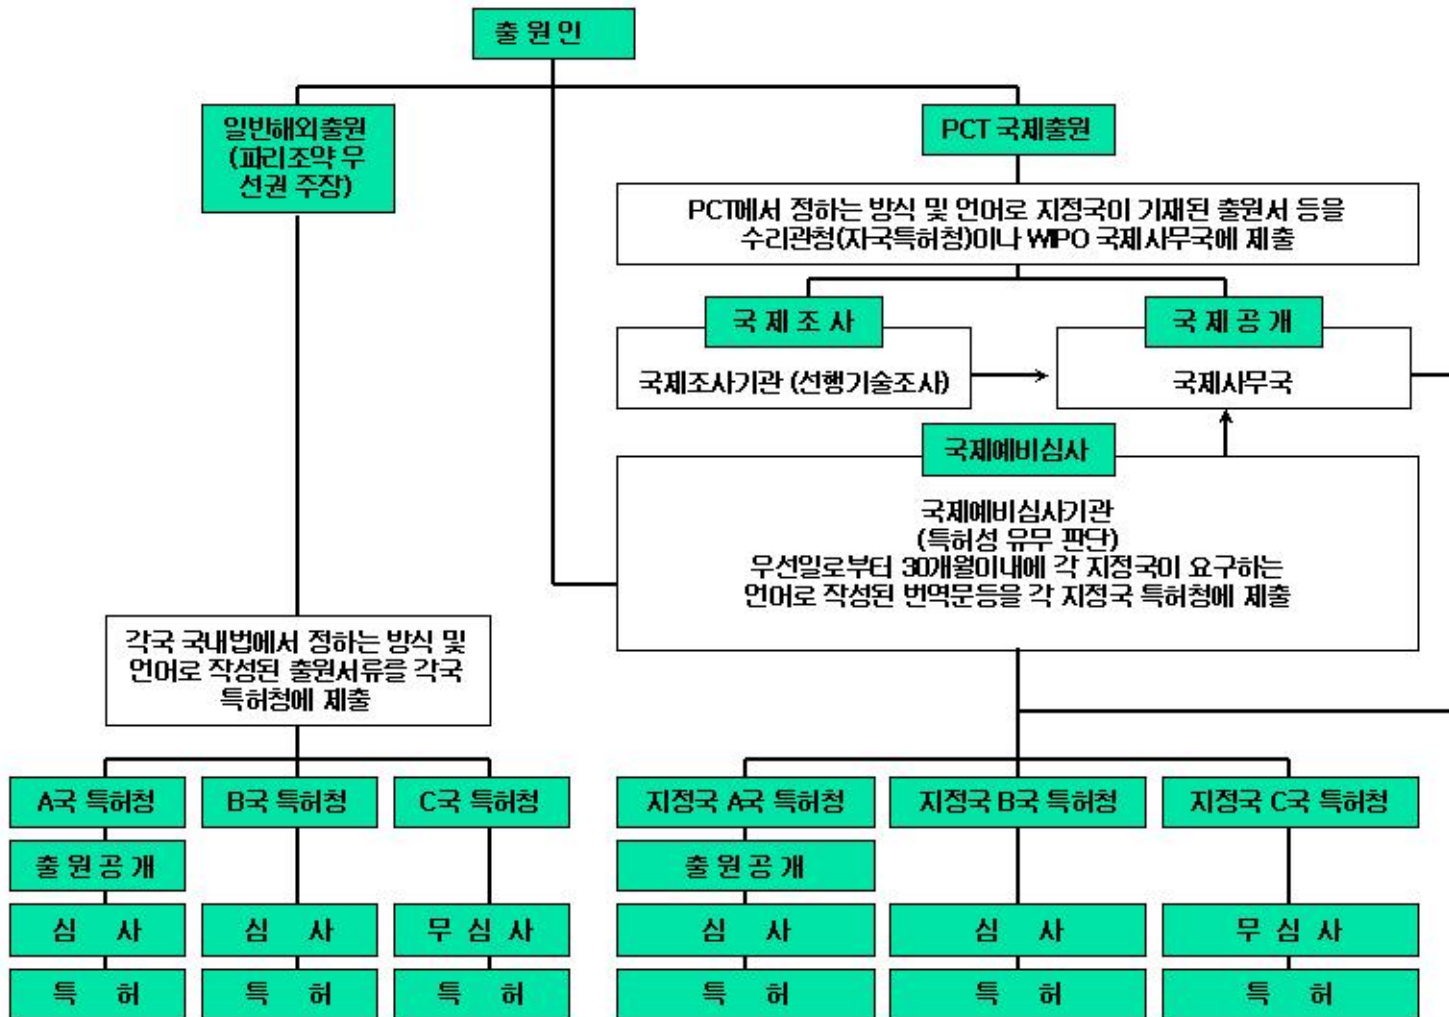 출 원 인
일반해외출원
(파리조약 우
선권 주장)
PCT 국제출원
PCT에서 정하는 방식 및 언어로 지정국이 기재된 출원서 등을
수리관청(자국특허청)이나 WIPO 국제사무국에 제출
국 제 조 사
국 제 공 개
국제조사기관 (선행기술조사)
국제사무국
국제예비심사
국제예비심사기관
(특허성 유무 판단)
우선일로부터 30개월이내에 각 지정국이 요구하는
언어로 작성된 번역문등을 각 지정국 특허청에 제출
각국 국내법에서 정하는 방식 및
언어로 작성된 출원서류를 각국
특허청에 제출
A국 특허청
B국 특허청
C국 특허청
지정국 A국 특허청
지정국 B국 특허청
지정국 C국 특허청
출 원 공 개
출 원 공 개
심 사
심 사
무 심 사
심 사
심 사
무 심 사
특 허
특 허
특 허
특 허
특 허
특 허